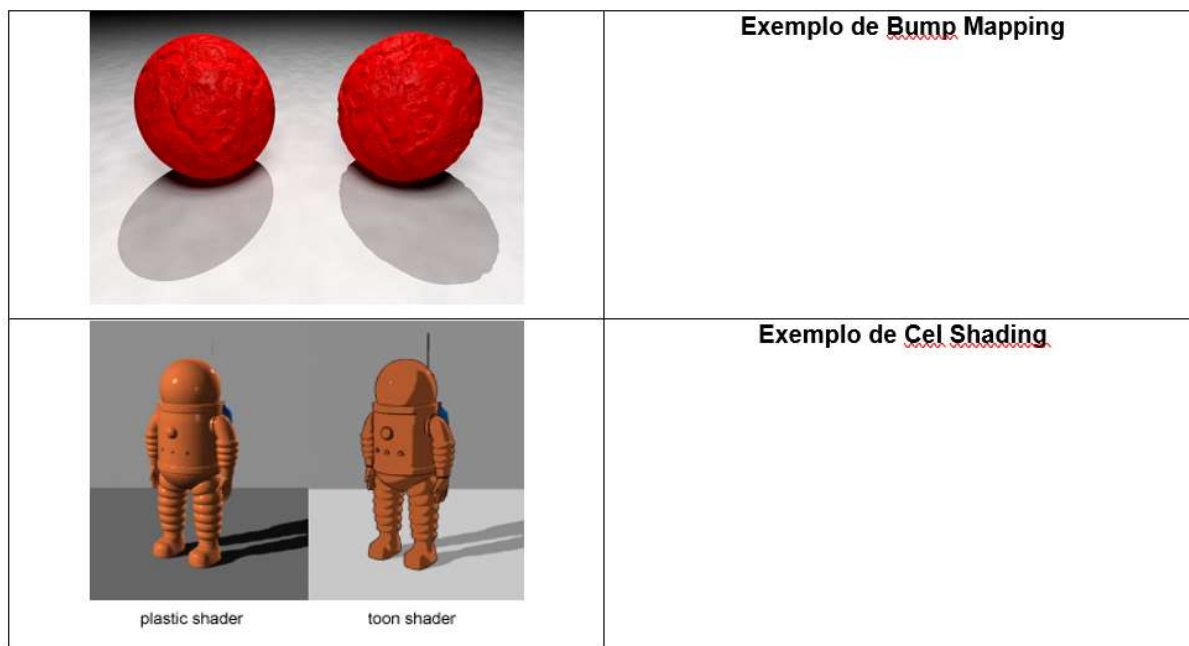 Exemplo de Bump Mapping
Exemplo de Cel Shading
plastic shader
toon shader